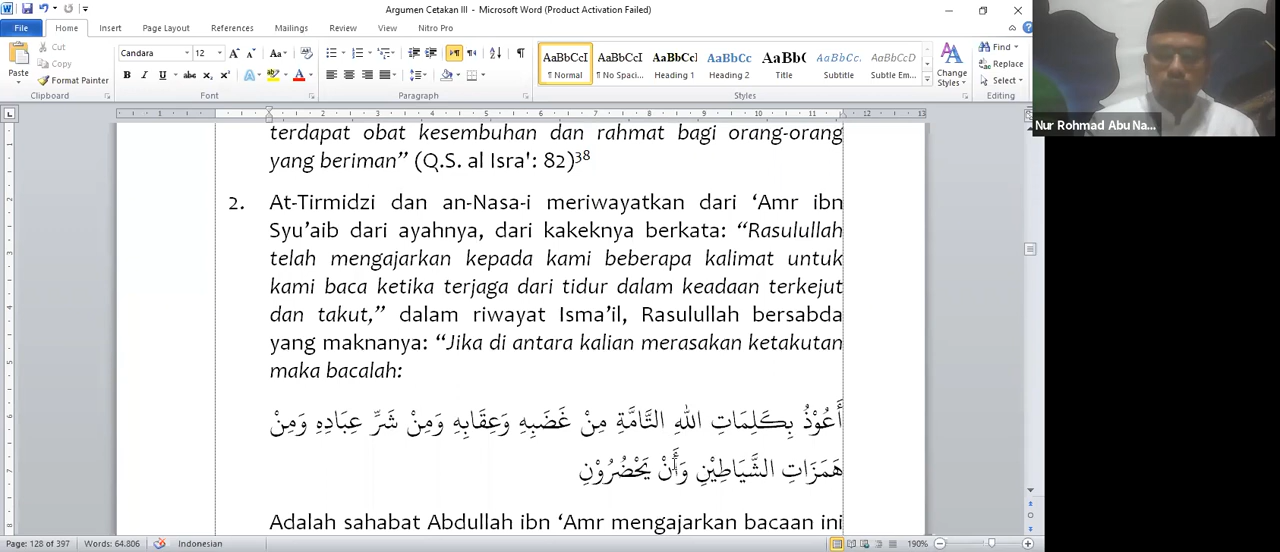 Argumen Cetakan III - Microsoft Word (Product Activation Failed)
File Home Insert Page Layout References Mailings Review View Nitro Pro
Cut
Copy
Format Painter
Paste
Clipboard
Candara 12
Font
Paragraph
AaBbCcI AaBbCcI AaBbCcI AaBbCc AaBb( AaBbCcI AaBbCcD
¶ Normal ¶ No Spaci... Heading 1 Heading 2 Title Subtitle Subtle Em...
Styles
Change Styles
Find
Replace
Select
Editing
Nur Rohmad Abu Na...
terdapat obat kesembuhan dan rahmat bagi orang-orang
yang beriman” (Q.S. al Isra': 82)38
2. At-Tirmidzi dan an-Nasa-i meriwayatkan dari ‘Amr ibn
Syu’aib dari ayahnya, dari kakeknya berkata: “Rasulullah
telah mengajarkan kepada kami beberapa kalimat untuk
kami baca ketika terjaga dari tidur dalam keadaan terkejut
dan takut,” dalam riwayat Isma’il, Rasulullah bersabda
yang maknanya: “Jika di antara kalian merasakan ketakutan
maka bacalah:
أَعُوْذُ بِكَلِمَاتِ اللهِ التَّامَّةِ مِنْ غَضَبِهِ وَعِقَابِهِ وَمِنْ شَرِّ عِبَادِهِ وَمِنْ
هَمَزَاتِ الشَّيَاطِيْنِ وَأَنْ يَحْضُرُوْنِ
Adalah sahabat Abdullah ibn ‘Amr mengajarkan bacaan ini
Page: 128 of 397 Words: 64.806 Indonesian 190%